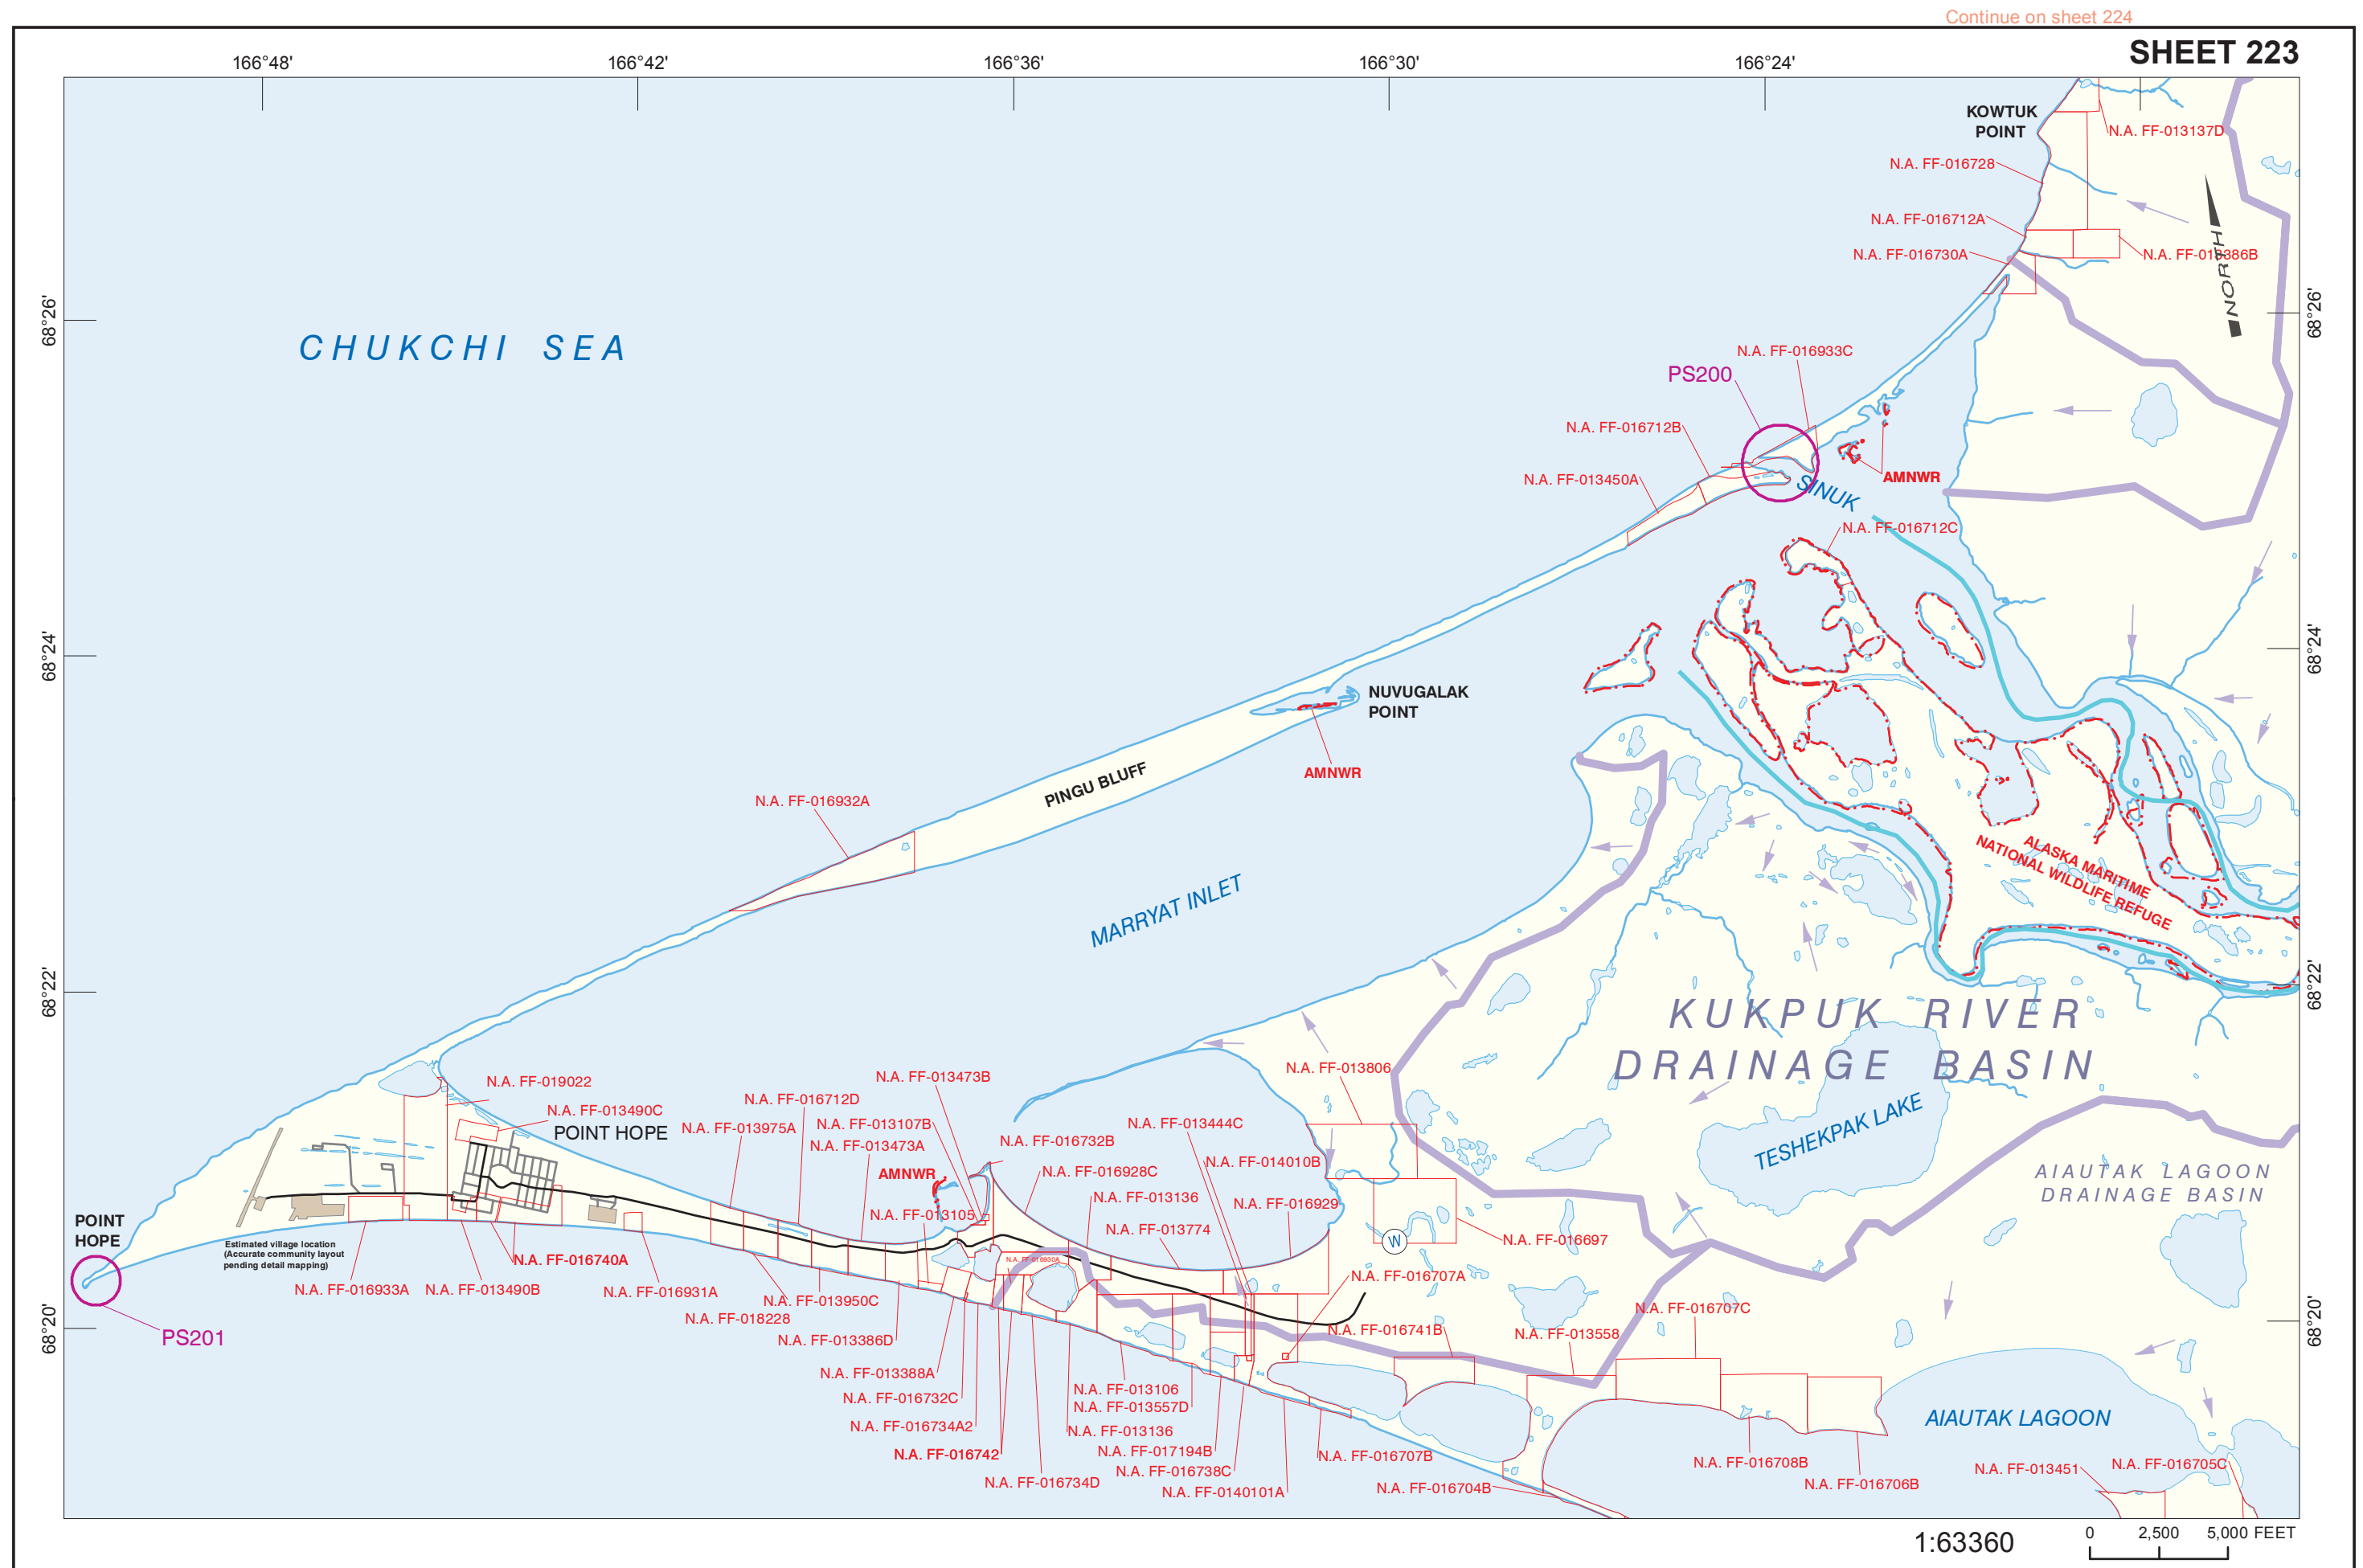 Continue on sheet 224
SHEET 223
166°48'
166°42'
166°36'
166°30'
166°24'
KOWTUK
POINT
N.A. FF-013137D
N.A. FF-016728
N.A. FF-016712A
N.A. FF-016730A
N.A. FF-013386B
NORTH
68°26'
68°26'
CHUKCHI SEA
N.A. FF-016933C
PS200
N.A. FF-016712B
N.A. FF-013450A
AMNWR
SINUK
N.A. FF-016712C
68°24'
68°24'
NUVUGALAK
POINT
AMNWR
PINGU BLUFF
N.A. FF-016932A
ALASKA MARITIME
NATIONAL WILDLIFE REFUGE
MARRYAT INLET
68°22'
68°22'
KUKPUK RIVER
DRAINAGE BASIN
TESHEKPAK LAKE
AIAUTAK LAGOON
DRAINAGE BASIN
N.A. FF-013806
N.A. FF-019022
N.A. FF-013490C
POINT HOPE
N.A. FF-013473B
N.A. FF-016712D
N.A. FF-013975A
N.A. FF-013107B
N.A. FF-013473A
N.A. FF-013444C
N.A. FF-016732B
N.A. FF-014010B
AMNWR
N.A. FF-016928C
N.A. FF-013136
N.A. FF-016929
N.A. FF-013105
N.A. FF-013774
POINT
HOPE
Estimated village location
(Accurate community layout
pending detail mapping)
N.A. FF-016740A
N.A. FF-016930A
W
N.A. FF-016697
N.A. FF-016933A
N.A. FF-013490B
N.A. FF-016931A
N.A. FF-013950C
N.A. FF-018228
N.A. FF-016707A
N.A. FF-016707C
68°20'
68°20'
PS201
N.A. FF-013386D
N.A. FF-016741B
N.A. FF-013558
N.A. FF-013388A
N.A. FF-016732C
N.A. FF-013106
N.A. FF-013557D
N.A. FF-016734A2
N.A. FF-013136
N.A. FF-016742
N.A. FF-017194B
N.A. FF-016707B
N.A. FF-016738C
N.A. FF-016734D
N.A. FF-0140101A
N.A. FF-016704B
AIAUTAK LAGOON
N.A. FF-016708B
N.A. FF-016706B
N.A. FF-013451
N.A. FF-016705C
1:63360
0 2,500 5,000 FEET